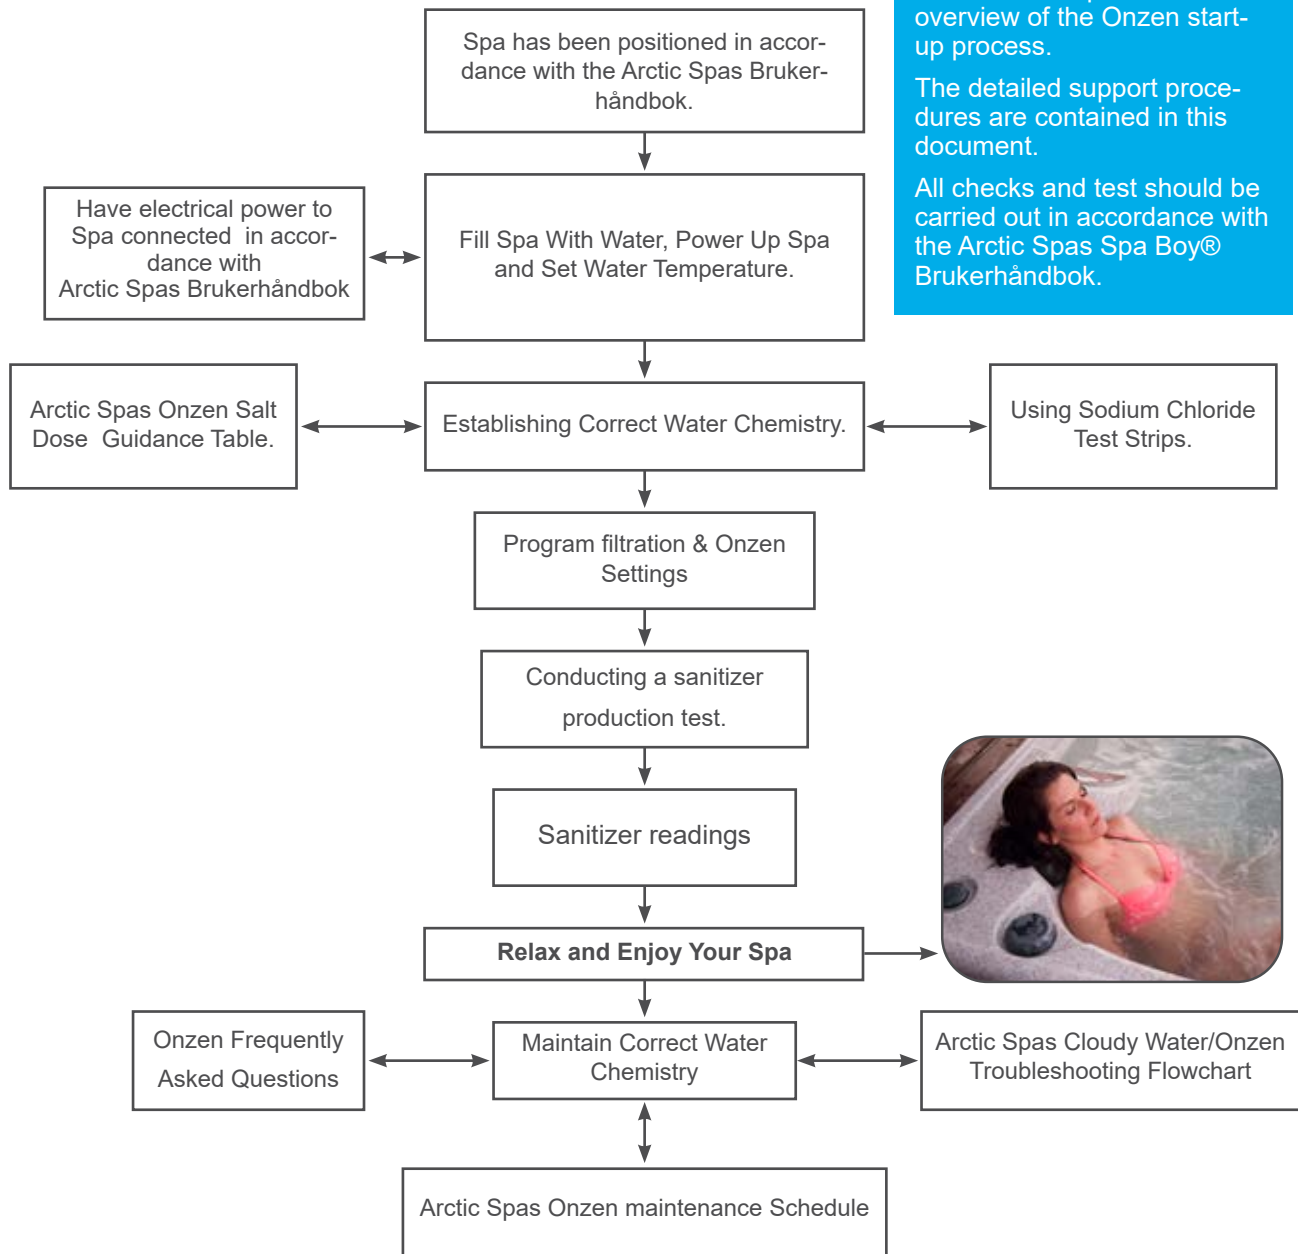 overview of the Onzen start-
up process.
The detailed support proce-
dures are contained in this
document.
All checks and test should be
carried out in accordance with
the Arctic Spas Spa Boy®
Brukerhåndbok.
Spa has been positioned in accor-
dance with the Arctic Spas Bruker-
håndbok.
Have electrical power to
Spa connected in accor-
dance with
Arctic Spas Brukerhåndbok
Fill Spa With Water, Power Up Spa
and Set Water Temperature.
Arctic Spas Onzen Salt
Dose Guidance Table.
Establishing Correct Water Chemistry.
Using Sodium Chloride
Test Strips.
Program filtration & Onzen
Settings
Conducting a sanitizer
production test.
Sanitizer readings
Relax and Enjoy Your Spa
Onzen Frequently
Asked Questions
Maintain Correct Water
Chemistry
Arctic Spas Cloudy Water/Onzen
Troubleshooting Flowchart
Arctic Spas Onzen maintenance Schedule